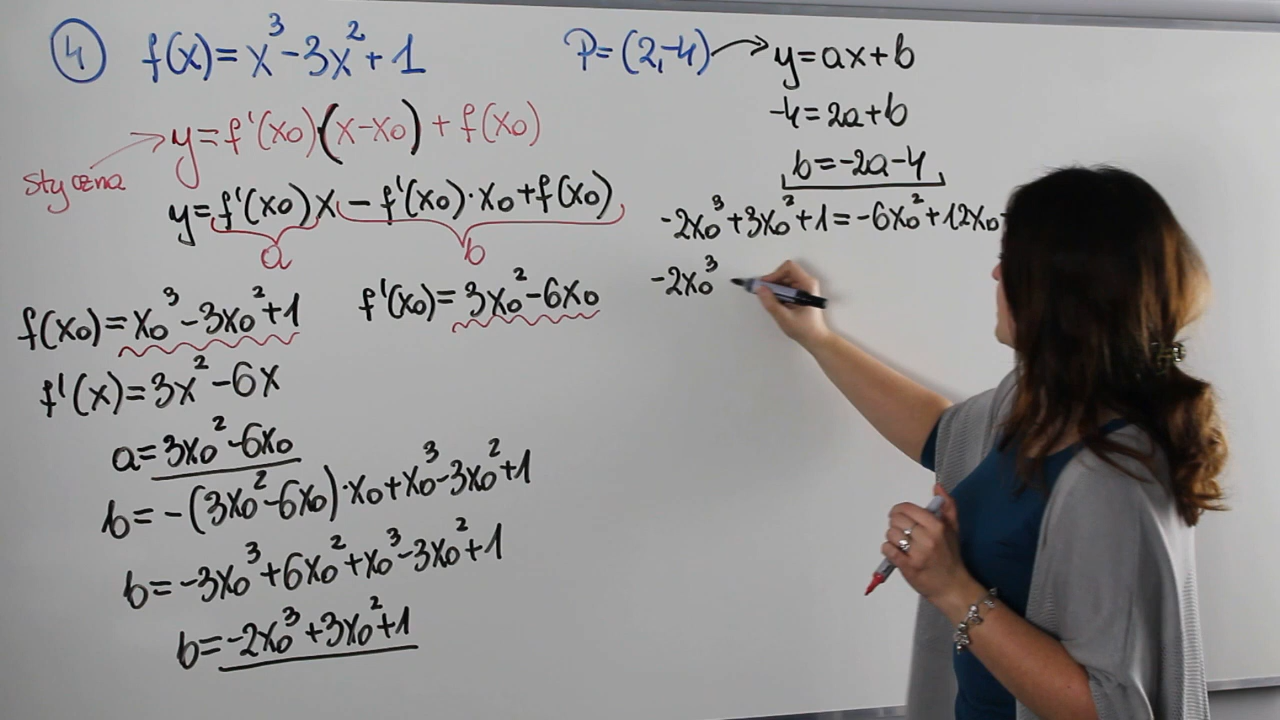 4 f(x)=x³-3x²+1
P=(2,-4) → y=ax+b
-4=2a+b
b=-2a-4
styczna → y=f'(x₀)(x-x₀)+f(x₀)
y=f'(x₀)x-f'(x₀)·x₀+f(x₀)
a b
f(x₀)=x₀³-3x₀²+1
f'(x₀)=3x₀²-6x₀
f'(x)=3x²-6x
a=3x₀²-6x₀
b=-(3x₀²-6x₀)·x₀+x₀³-3x₀²+1
b=-3x₀³+6x₀²+x₀³-3x₀²+1
b=-2x₀³+3x₀²+1
-2x₀³+3x₀²+1=-6x₀²+12x₀
-2x₀³